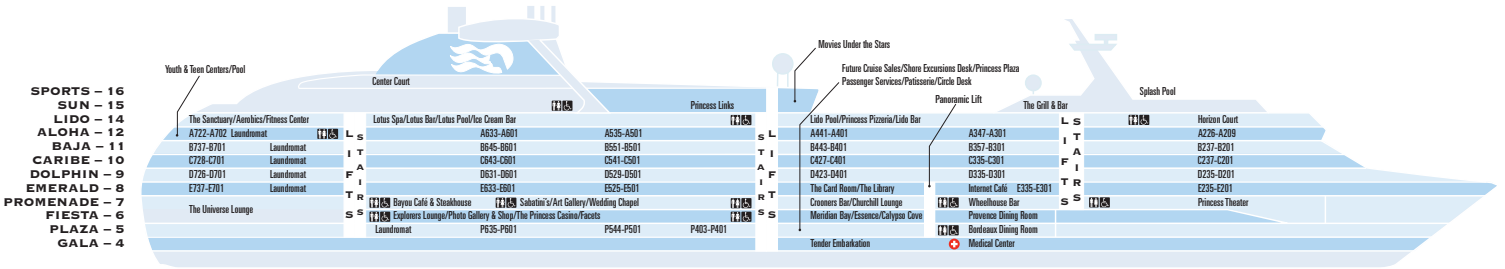 Movies Under the Stars
Youth & Teen Centers/Pool
Future Cruise Sales/Shore Excursions Desk/Princess Plaza
Passenger Services/Patisserie/Circle Desk
Center Court
Panoramic Lift
Splash Pool
SPORTS – 16
SUN – 15
Princess Links
The Grill & Bar
LIDO – 14
The Sanctuary/Aerobics/Fitness Center
Lotus Spa/Lotus Bar/Lotus Pool/Ice Cream Bar
Lido Pool/Princess Pizzeria/Lido Bar
Horizon Court
ALOHA – 12
A722-A702 Laundromat
A633-A601
A535-A501
A441-A401
A347-A301
A226-A209
BAJA – 11
B737-B701
Laundromat
B645-B601
B551-B501
B443-B401
B357-B301
B237-B201
CARIBE – 10
C728-C701
Laundromat
C643-C601
C541-C501
C427-C401
C335-C301
C237-C201
DOLPHIN – 9
D726-D701
Laundromat
D631-D601
D529-D501
D423-D401
D335-D301
D235-D201
EMERALD – 8
E737-E701
Laundromat
E633-E601
E525-E501
The Card Room/The Library
Internet Café E335-E301
E235-E201
PROMENADE – 7
Bayou Café & Steakhouse
Sabatini's/Art Gallery/Wedding Chapel
Crooners Bar/Churchill Lounge
Wheelhouse Bar
Princess Theater
The Universe Lounge
FIESTA – 6
Explorers Lounge/Photo Gallery & Shop/The Princess Casino/Facets
Meridian Bay/Essence/Calypso Cove
Provence Dining Room
PLAZA – 5
Laundromat
P635-P601
P544-P501
P403-P401
Bordeaux Dining Room
GALA – 4
Tender Embarkation
Medical Center
LIFTS
STAIRS
STAIRS
LIFTS
LIFTS
STAIRS